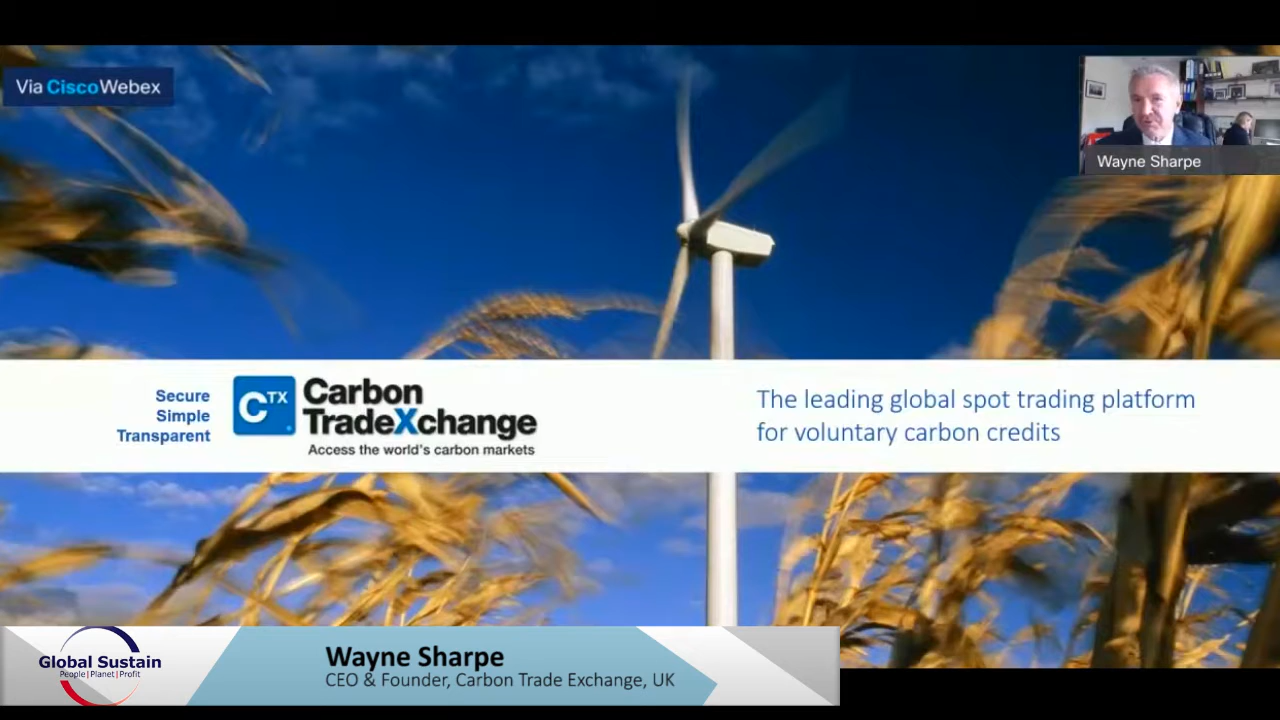 Via CiscoWebex
Wayne Sharpe
Secure
Simple
Transparent
CTX
Carbon
TradeXchange
Access the world's carbon markets
The leading global spot trading platform
for voluntary carbon credits
Global Sustain
People|Planet|Profit
Wayne Sharpe
CEO & Founder, Carbon Trade Exchange, UK